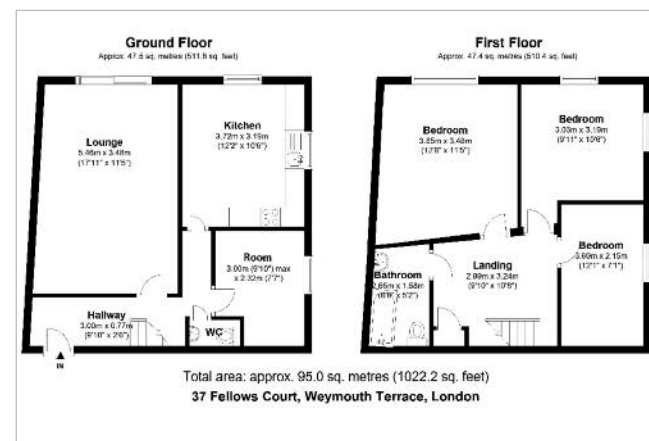 Ground Floor
Approx. 47.5 sq. metres (511.8 sq. feet)
Lounge
5.46m x 3.48m
(17'11" x 11'5")
Kitchen
3.72m x 3.19m
(12'2" x 10'6")
Room
3.00m (9'10") max
x 2.32m (7'7")
Hallway
3.00m x 0.77m
(9'10" x 2'6")
WC
IN
First Floor
Approx. 47.4 sq. metres (510.4 sq. feet)
Bedroom
3.85m x 3.48m
(12'8" x 11'5")
Bedroom
3.03m x 3.19m
(9'11" x 10'6")
Bedroom
3.69m x 2.15m
(12'1" x 7'1")
Bathroom
2.65m x 1.58m
x 5'2")
Landing
2.99m x 3.24m
(9'10" x 10'8")
Total area: approx. 95.0 sq. metres (1022.2 sq. feet)
37 Fellows Court, Weymouth Terrace, London